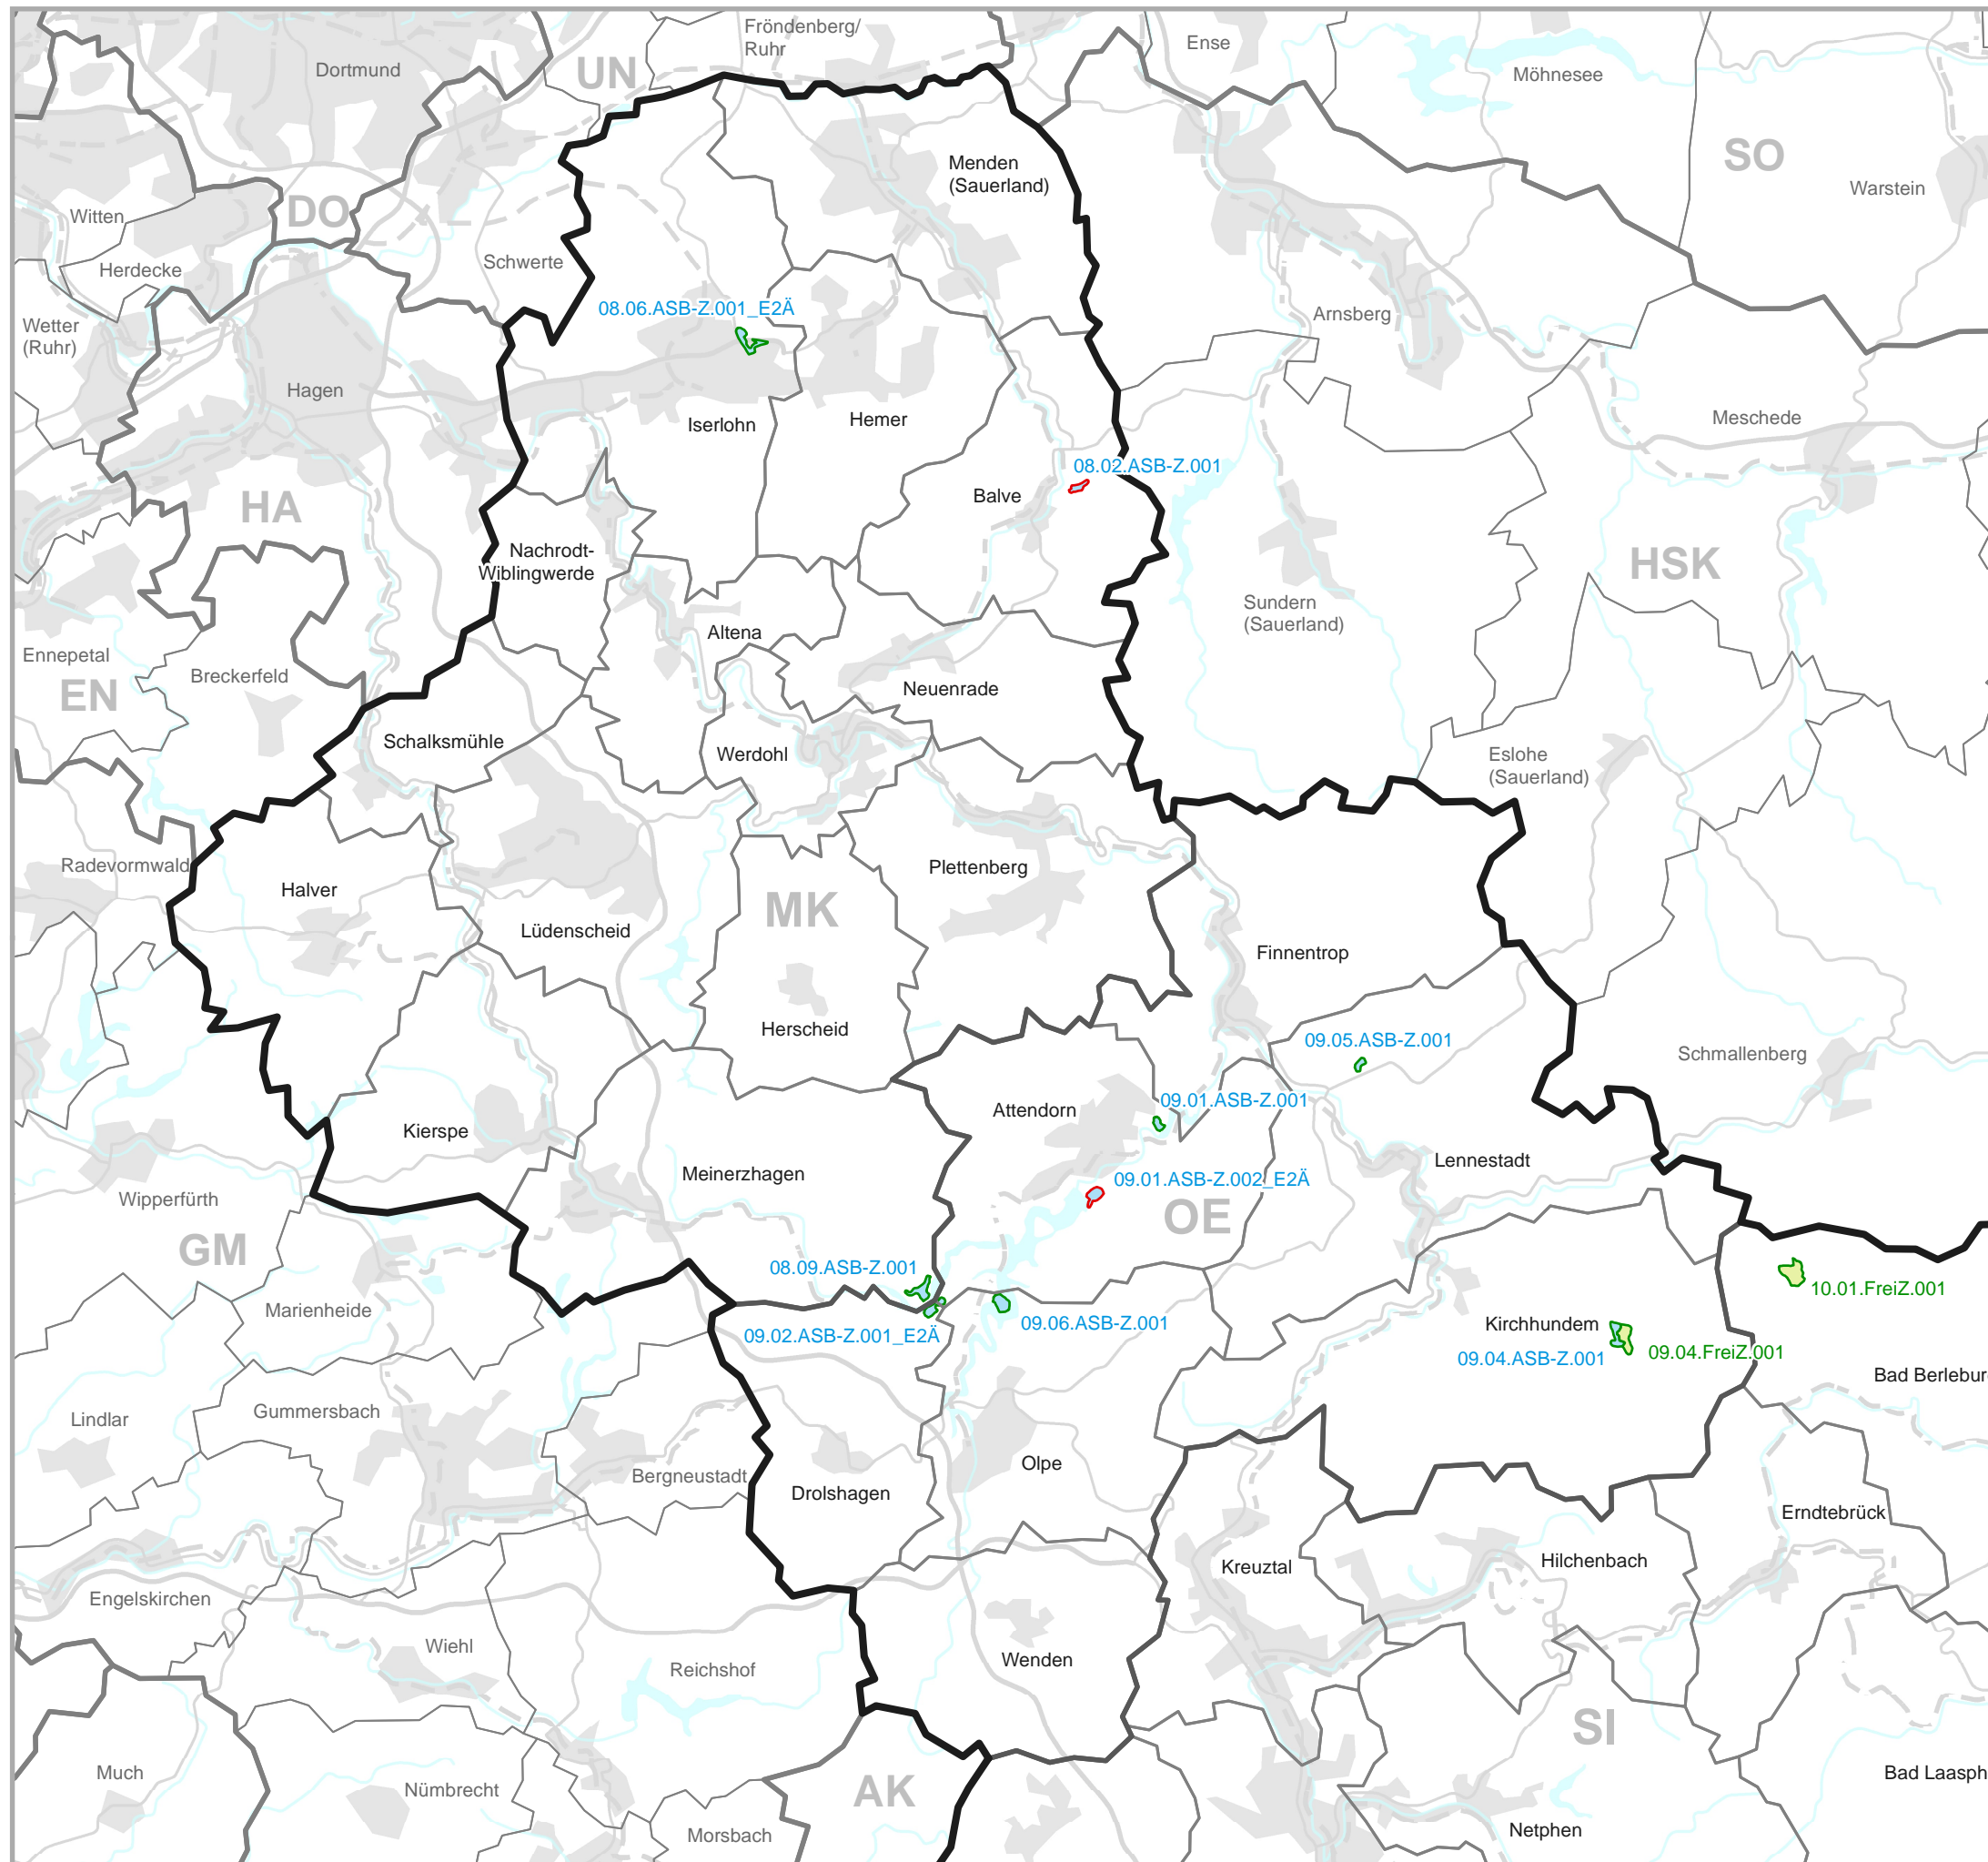 Fröndenberg/
Ruhr
Ense
Dortmund
UN
Möhnesee
SO
Menden
(Sauerland)
Warstein
Witten
DO
Schwerte
Herdecke
08.06.ASB-Z.001_E2Ä
Arnsberg
Wetter
(Ruhr)
Hagen
Iserlohn
Hemer
Meschede
08.02.ASB-Z.001
Balve
HA
Nachrodt-
Wiblingwerde
HSK
Sundern
(Sauerland)
Altena
Ennepetal
Breckerfeld
EN
Neuenrade
Schalksmühle
Werdohl
Eslohe
(Sauerland)
Radevormwald
Halver
Plettenberg
MK
Lüdenscheid
Finnentrop
Herscheid
09.05.ASB-Z.001
Schmallenberg
Attendorn
09.01.ASB-Z.001
Kierspe
Meinerzhagen
Lennestadt
09.01.ASB-Z.002_E2Ä
Wipperfürth
OE
GM
08.09.ASB-Z.001
10.01.FreiZ.001
Marienheide
09.02.ASB-Z.001_E2Ä
09.06.ASB-Z.001
Kirchhundem
09.04.ASB-Z.001
09.04.FreiZ.001
Bad Berlebur
Lindlar
Gummersbach
Bergneustadt
Drolshagen
Olpe
Erndtebrück
Kreuztal
Hilchenbach
Engelskirchen
Wiehl
Reichshof
Wenden
SI
Much
Nümbrecht
AK
Bad Laasph
Morsbach
Netphen